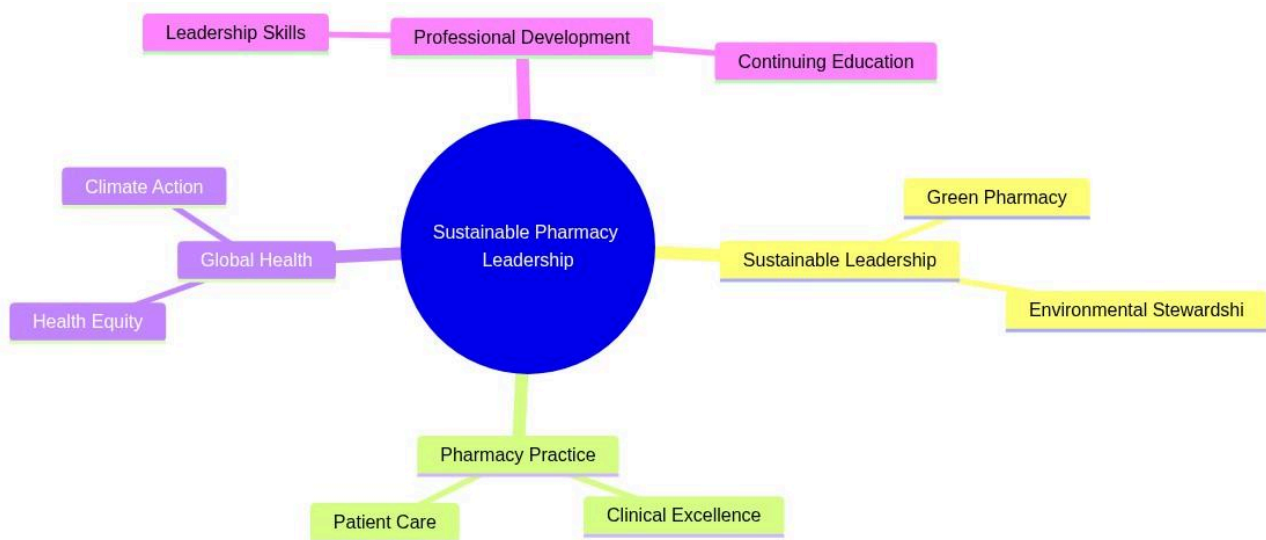 Leadership Skills
Professional Development
Continuing Education
Climate Action
Global Health
Health Equity
Sustainable Pharmacy
Leadership
Green Pharmacy
Sustainable Leadership
Environmental Stewardshi
Pharmacy Practice
Patient Care
Clinical Excellence